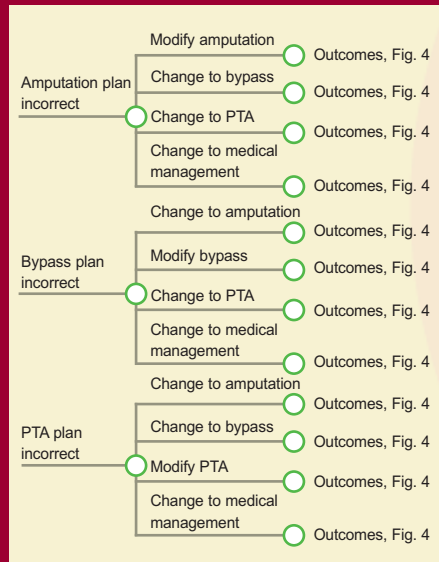 Modify amputation
Outcomes, Fig. 4
Amputation plan
incorrect
Change to bypass
Outcomes, Fig. 4
Change to PTA
Outcomes, Fig. 4
Change to medical
management
Outcomes, Fig. 4
Change to amputation
Outcomes, Fig. 4
Bypass plan
incorrect
Modify bypass
Outcomes, Fig. 4
Change to PTA
Outcomes, Fig. 4
Change to medical
management
Outcomes, Fig. 4
Change to amputation
Outcomes, Fig. 4
PTA plan
incorrect
Change to bypass
Outcomes, Fig. 4
Modify PTA
Outcomes, Fig. 4
Change to medical
management
Outcomes, Fig. 4